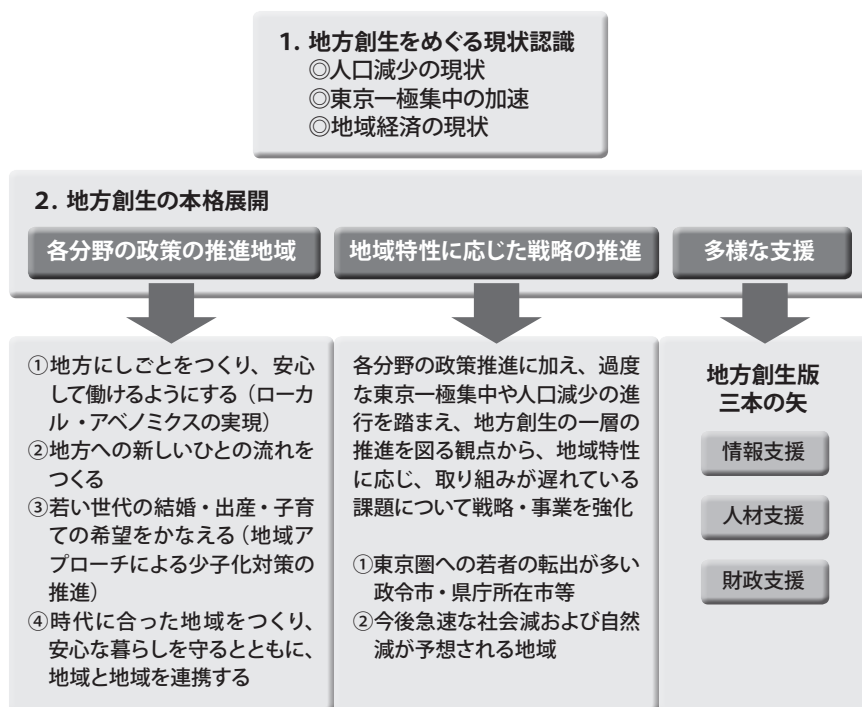 1. 地方創生をめぐる現状認識
◎人口減少の現状
◎東京一極集中の加速
◎地域経済の現状
2. 地方創生の本格展開
各分野の政策の推進地域
地域特性に応じた戦略の推進
多様な支援
①地方にしごとをつくり、安心
して働けるようにする(ローカ
ル・アベノミクスの実現)
②地方への新しいひとの流れを
つくる
③若い世代の結婚・出産・子育
ての希望をかなえる(地域ア
プローチによる少子化対策の
推進)
④時代に合った地域をつくり、
安心な暮らしを守るとともに、
地域と地域を連携する
各分野の政策推進に加え、過度
な東京一極集中や人口減少の進
行を踏まえ、地方創生の一層の
推進を図る観点から、地域特性
に応じ、取り組みが遅れている
課題について戦略・事業を強化
①東京圏への若者の転出が多い
政令市・県庁所在市等
②今後急速な社会減および自然
減が予想される地域
地方創生版
三本の矢
情報支援
人材支援
財政支援